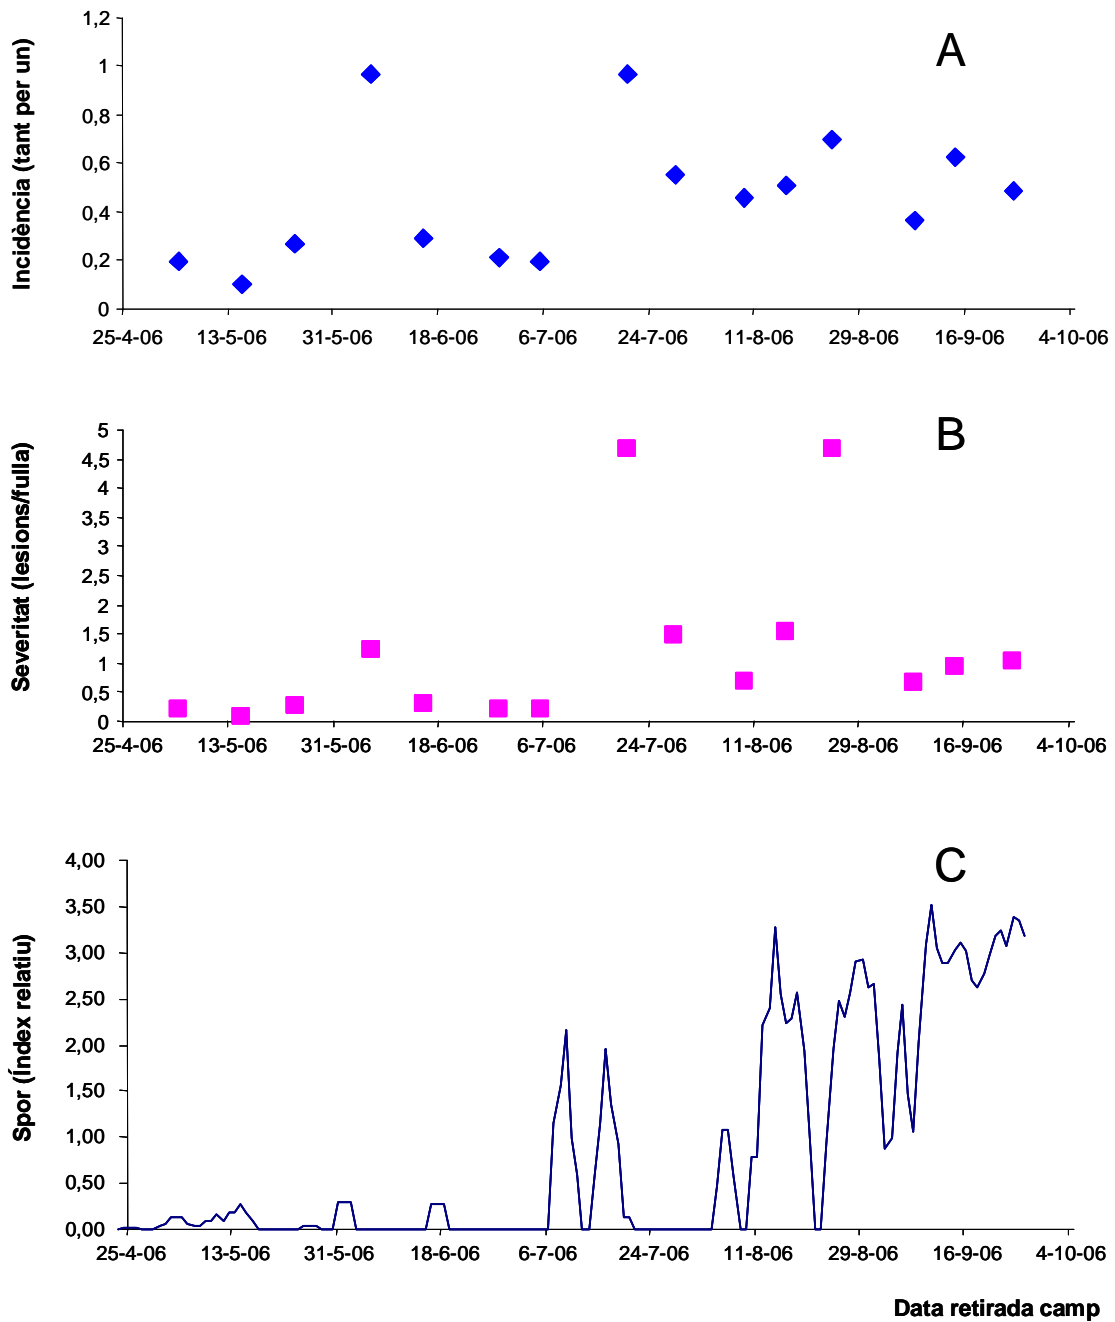 A
Incidència (tant per un)
1,2
1
0,8
0,6
0,4
0,2
0
25-4-06 13-5-06 31-5-06 18-6-06 6-7-06 24-7-06 11-8-06 29-8-06 16-9-06 4-10-06
B
Severitat (lesions/fulla)
5
4,5
4
3,5
3
2,5
2
1,5
1
0,5
0
25-4-06 13-5-06 31-5-06 18-6-06 6-7-06 24-7-06 11-8-06 29-8-06 16-9-06 4-10-06
C
Spor (Índex relatiu)
4,00
3,50
3,00
2,50
2,00
1,50
1,00
0,50
0,00
25-4-06 13-5-06 31-5-06 18-6-06 6-7-06 24-7-06 11-8-06 29-8-06 16-9-06 4-10-06
Data retirada camp